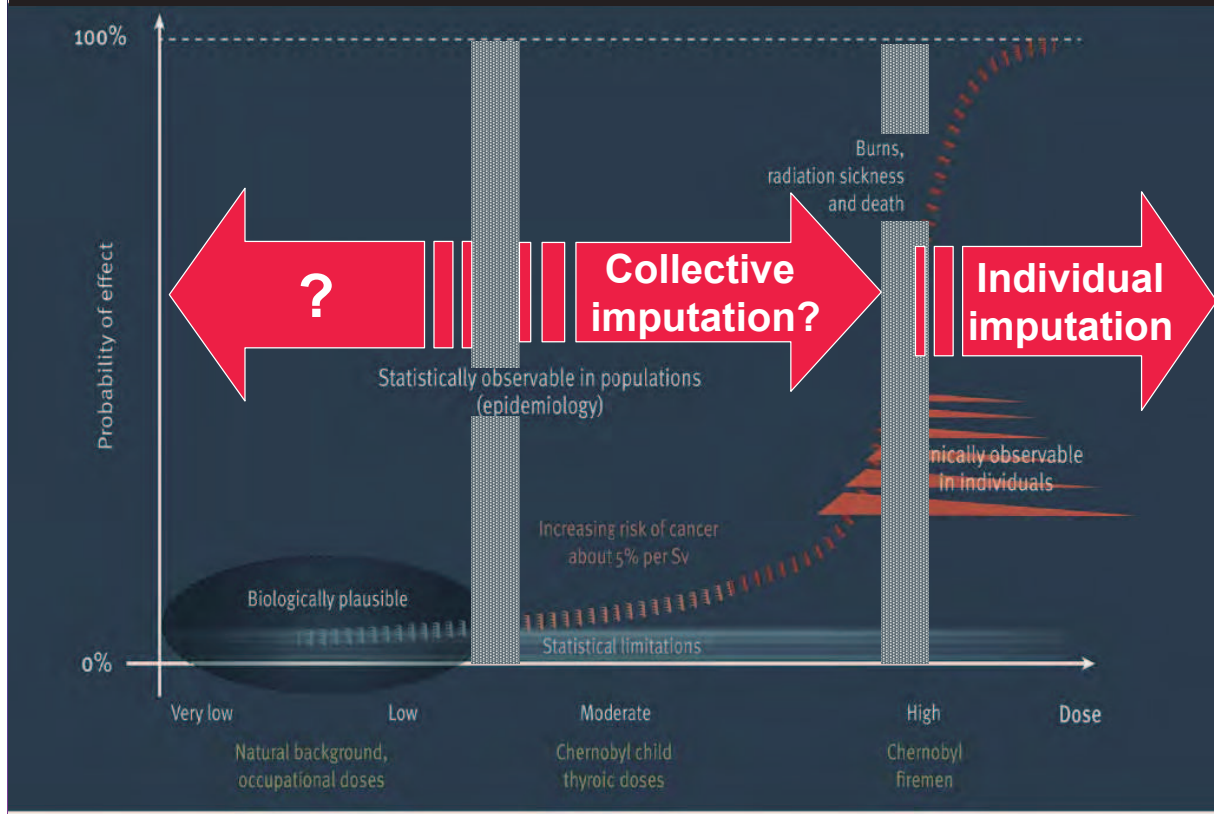 100%
Burns,
radiation sickness
and death
?
Collective
imputation?
Individual
imputation
Probability of effect
Statistically observable in populations
(epidemiology)
nically observable
in individuals
Increasing risk of cancer
about 5% per Sv
Biologically plausible
Statistical limitations
0%
Very low
Low
Moderate
High
Dose
Natural background,
occupational doses
Chernobyl child
thyroic doses
Chernobyl
firemen